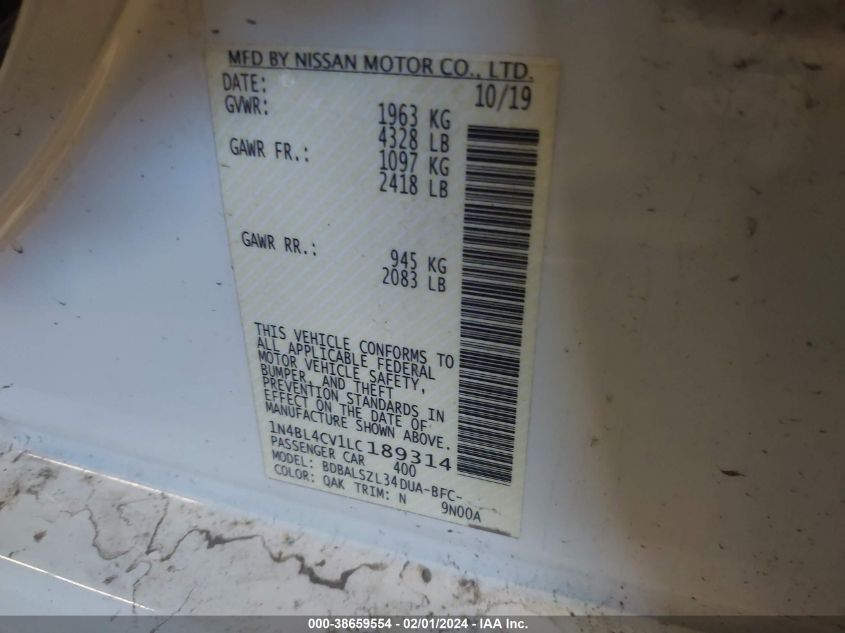 MFD BY NISSAN MOTOR CO., LTD.
DATE: 10/19
GVWR: 1963 KG
4328 LB
GAWR FR.: 1097 KG
2418 LB
GAWR RR.: 945 KG
2083 LB
THIS VEHICLE CONFORMS TO
ALL APPLICABLE FEDERAL
MOTOR VEHICLE SAFETY,
BUMPER, AND THEFT
PREVENTION STANDARDS IN
EFFECT ON THE DATE OF
MANUFACTURE SHOWN ABOVE.
1N4BL4CV1LC189314
PASSENGER CAR 400
MODEL: BDBALSZL34DUA-BFC-
COLOR: QAK TRIM: N 9N00A
000-38659554 / 02/01/2024 / IAA Inc.